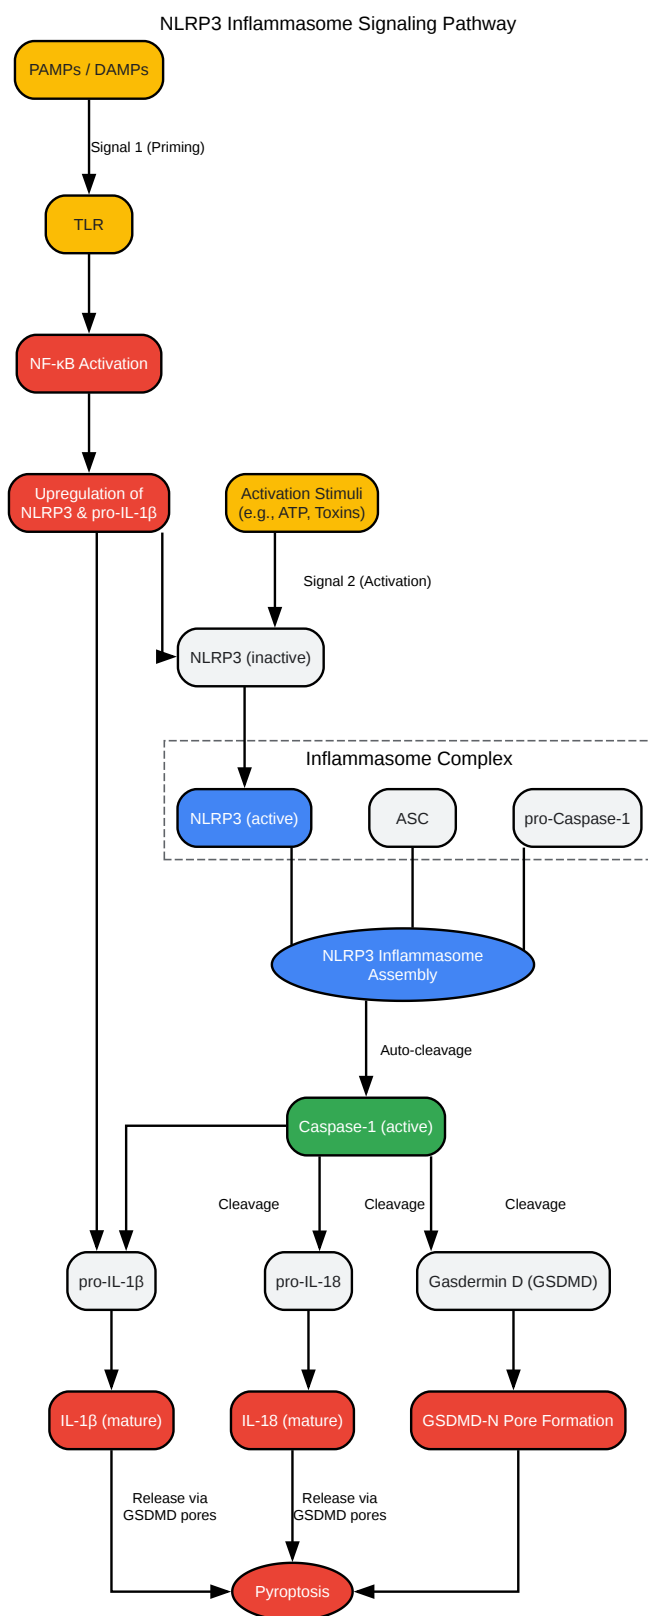 NLRP3 Inflammasome Signaling Pathway
PAMPs / DAMPs
Signal 1 (Priming)
TLR
NF-κB Activation
Upregulation of
NLRP3 & pro-IL-1β
Activation Stimuli
(e.g., ATP, Toxins)
Signal 2 (Activation)
NLRP3 (inactive)
Inflammasome Complex
NLRP3 (active)
ASC
pro-Caspase-1
NLRP3 Inflammasome
Assembly
Auto-cleavage
Caspase-1 (active)
Cleavage
Cleavage
Cleavage
pro-IL-1β
pro-IL-18
Gasdermin D (GSDMD)
IL-1β (mature)
IL-18 (mature)
GSDMD-N Pore Formation
Release via
GSDMD pores
Release via
GSDMD pores
Pyroptosis